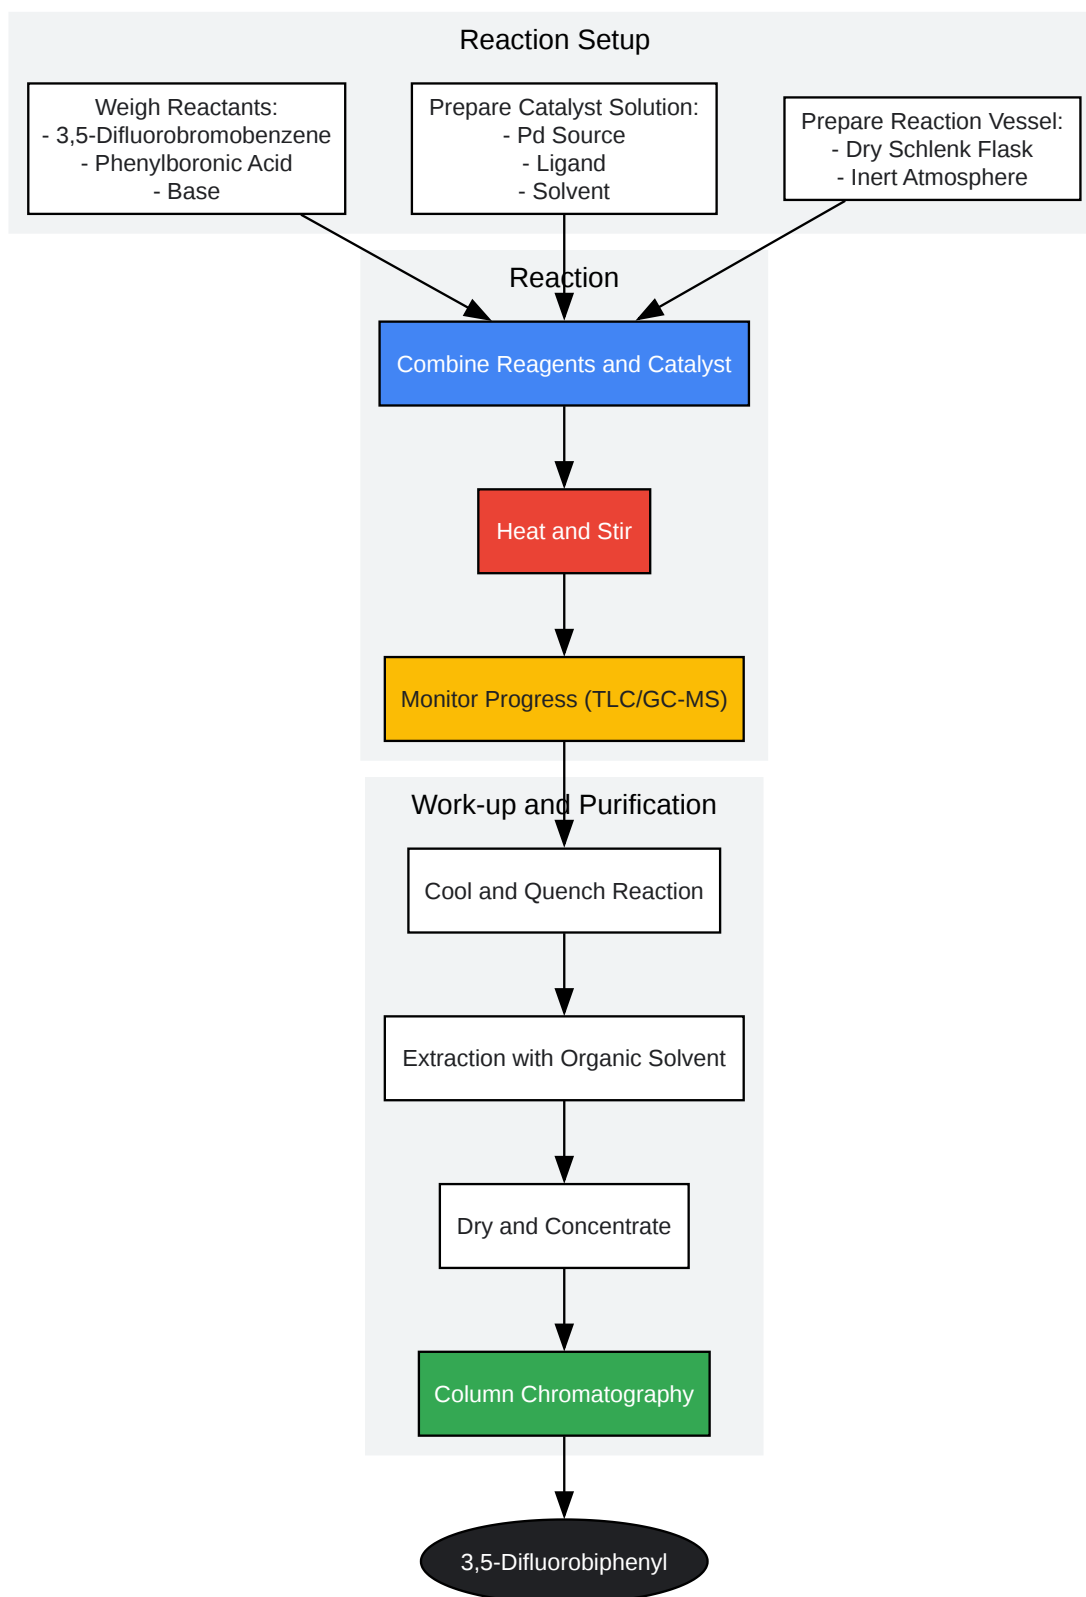 Reaction Setup
Weigh Reactants:
- 3,5-Difluorobromobenzene
- Phenylboronic Acid
- Base
Prepare Catalyst Solution:
- Pd Source
- Ligand
- Solvent
Prepare Reaction Vessel:
- Dry Schlenk Flask
- Inert Atmosphere
Reaction
Combine Reagents and Catalyst
Heat and Stir
Monitor Progress (TLC/GC-MS)
Work-up and Purification
Cool and Quench Reaction
Extraction with Organic Solvent
Dry and Concentrate
Column Chromatography
3,5-Difluorobiphenyl